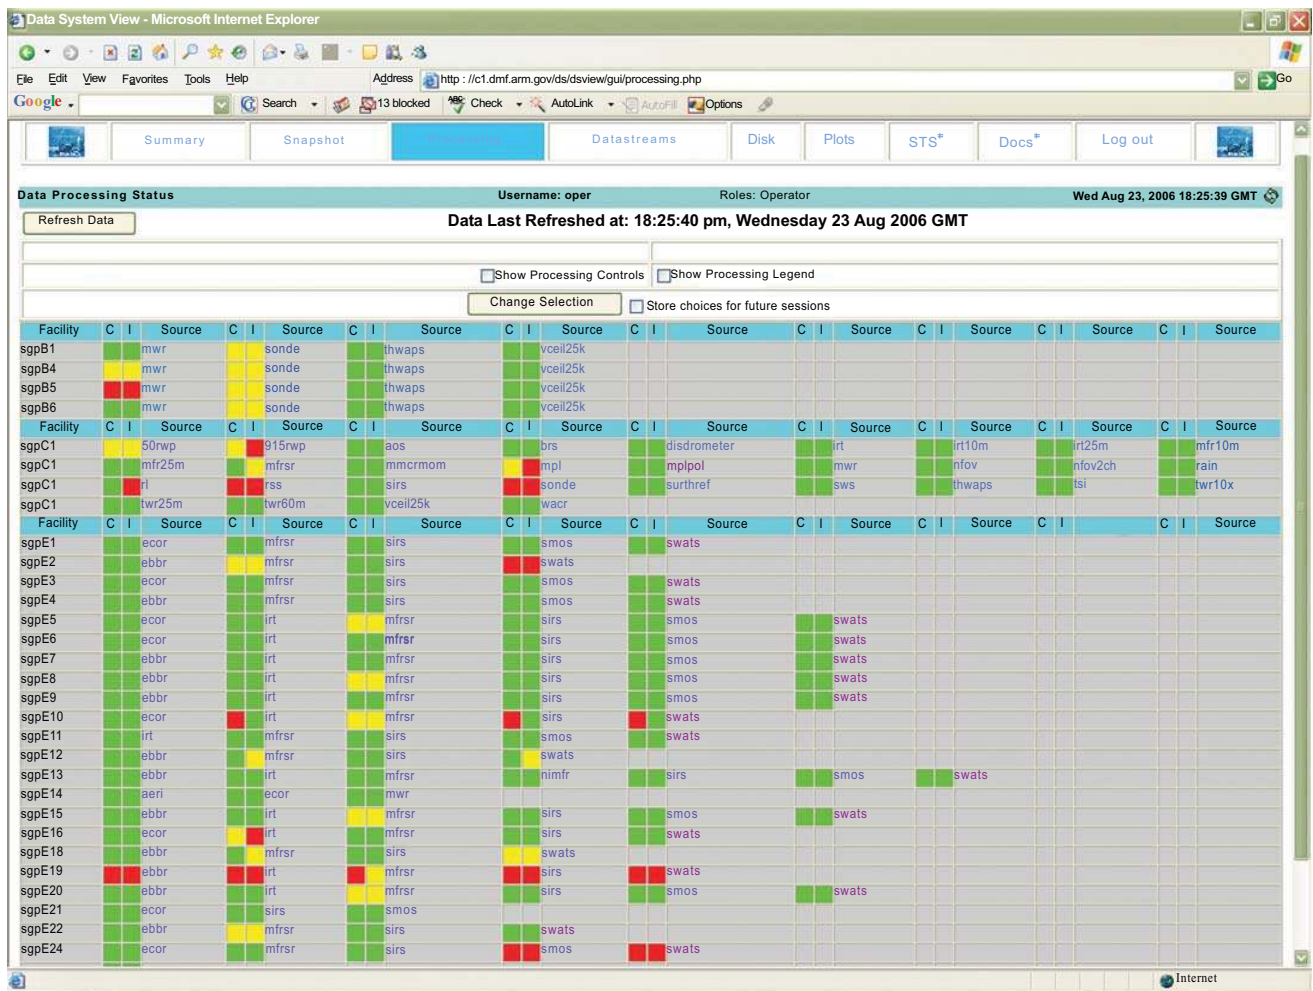 Data System View - Microsoft Internet Explorer
File Edit View Favorites Tools Help Address http : //c1.dmf.arm.gov/ds/dsview/gui/processing.php Go
Google Search 13 blocked Check AutoLink AutoFill Options
Summary Snapshot Processing Datastreams Disk Plots STS* Docs* Log out
Data Processing Status Username: oper Roles: Operator Wed Aug 23, 2006 18:25:39 GMT
Refresh Data Data Last Refreshed at: 18:25:40 pm, Wednesday 23 Aug 2006 GMT
Show Processing Controls Show Processing Legend
Change Selection Store choices for future sessions
Facility C I Source C I Source C I Source C I Source C I Source C I Source C I Source C I Source C I Source
sgpB1 mwr sonde thwaps vceil25k
sgpB4 mwr sonde thwaps vceil25k
sgpB5 mwr sonde thwaps vceil25k
sgpB6 mwr sonde thwaps vceil25k
Facility C I Source C I Source C I Source C I Source C I Source C I Source C I Source C I Source C I Source
sgpC1 50rwp 915rwp aos brs disdrometer irt irt10m irt25m mfr10m
sgpC1 mfr25m mfrsr mmcrmom mpl mplpol mwr nfov nfov2ch rain
sgpC1 rl rss sirs sonde surthref sws thwaps tsi twr10x
sgpC1 twr25m twr60m vceil25k wacr
Facility C I Source C I Source C I Source C I Source C I Source C I Source C I Source C I C I Source
sgpE1 ecor mfrsr sirs smos swats
sgpE2 ebbr mfrsr sirs swats
sgpE3 ecor mfrsr sirs smos swats
sgpE4 ebbr mfrsr sirs smos swats
sgpE5 ecor irt mfrsr sirs smos swats
sgpE6 ecor irt mfrsr sirs smos swats
sgpE7 ebbr irt mfrsr sirs smos swats
sgpE8 ebbr irt mfrsr sirs smos swats
sgpE9 ebbr irt mfrsr sirs smos swats
sgpE10 ecor irt mfrsr sirs swats
sgpE11 irt mfrsr sirs smos swats
sgpE12 ebbr mfrsr sirs swats
sgpE13 ebbr irt mfrsr nimfr sirs smos swats
sgpE14 aeri ecor mwr
sgpE15 ebbr irt mfrsr sirs smos swats
sgpE16 ecor irt mfrsr sirs swats
sgpE18 ebbr mfrsr sirs swats
sgpE19 ebbr irt mfrsr sirs swats
sgpE20 ebbr irt mfrsr sirs smos swats
sgpE21 ecor sirs smos
sgpE22 ebbr mfrsr sirs swats
sgpE24 ecor mfrsr sirs smos swats
Internet